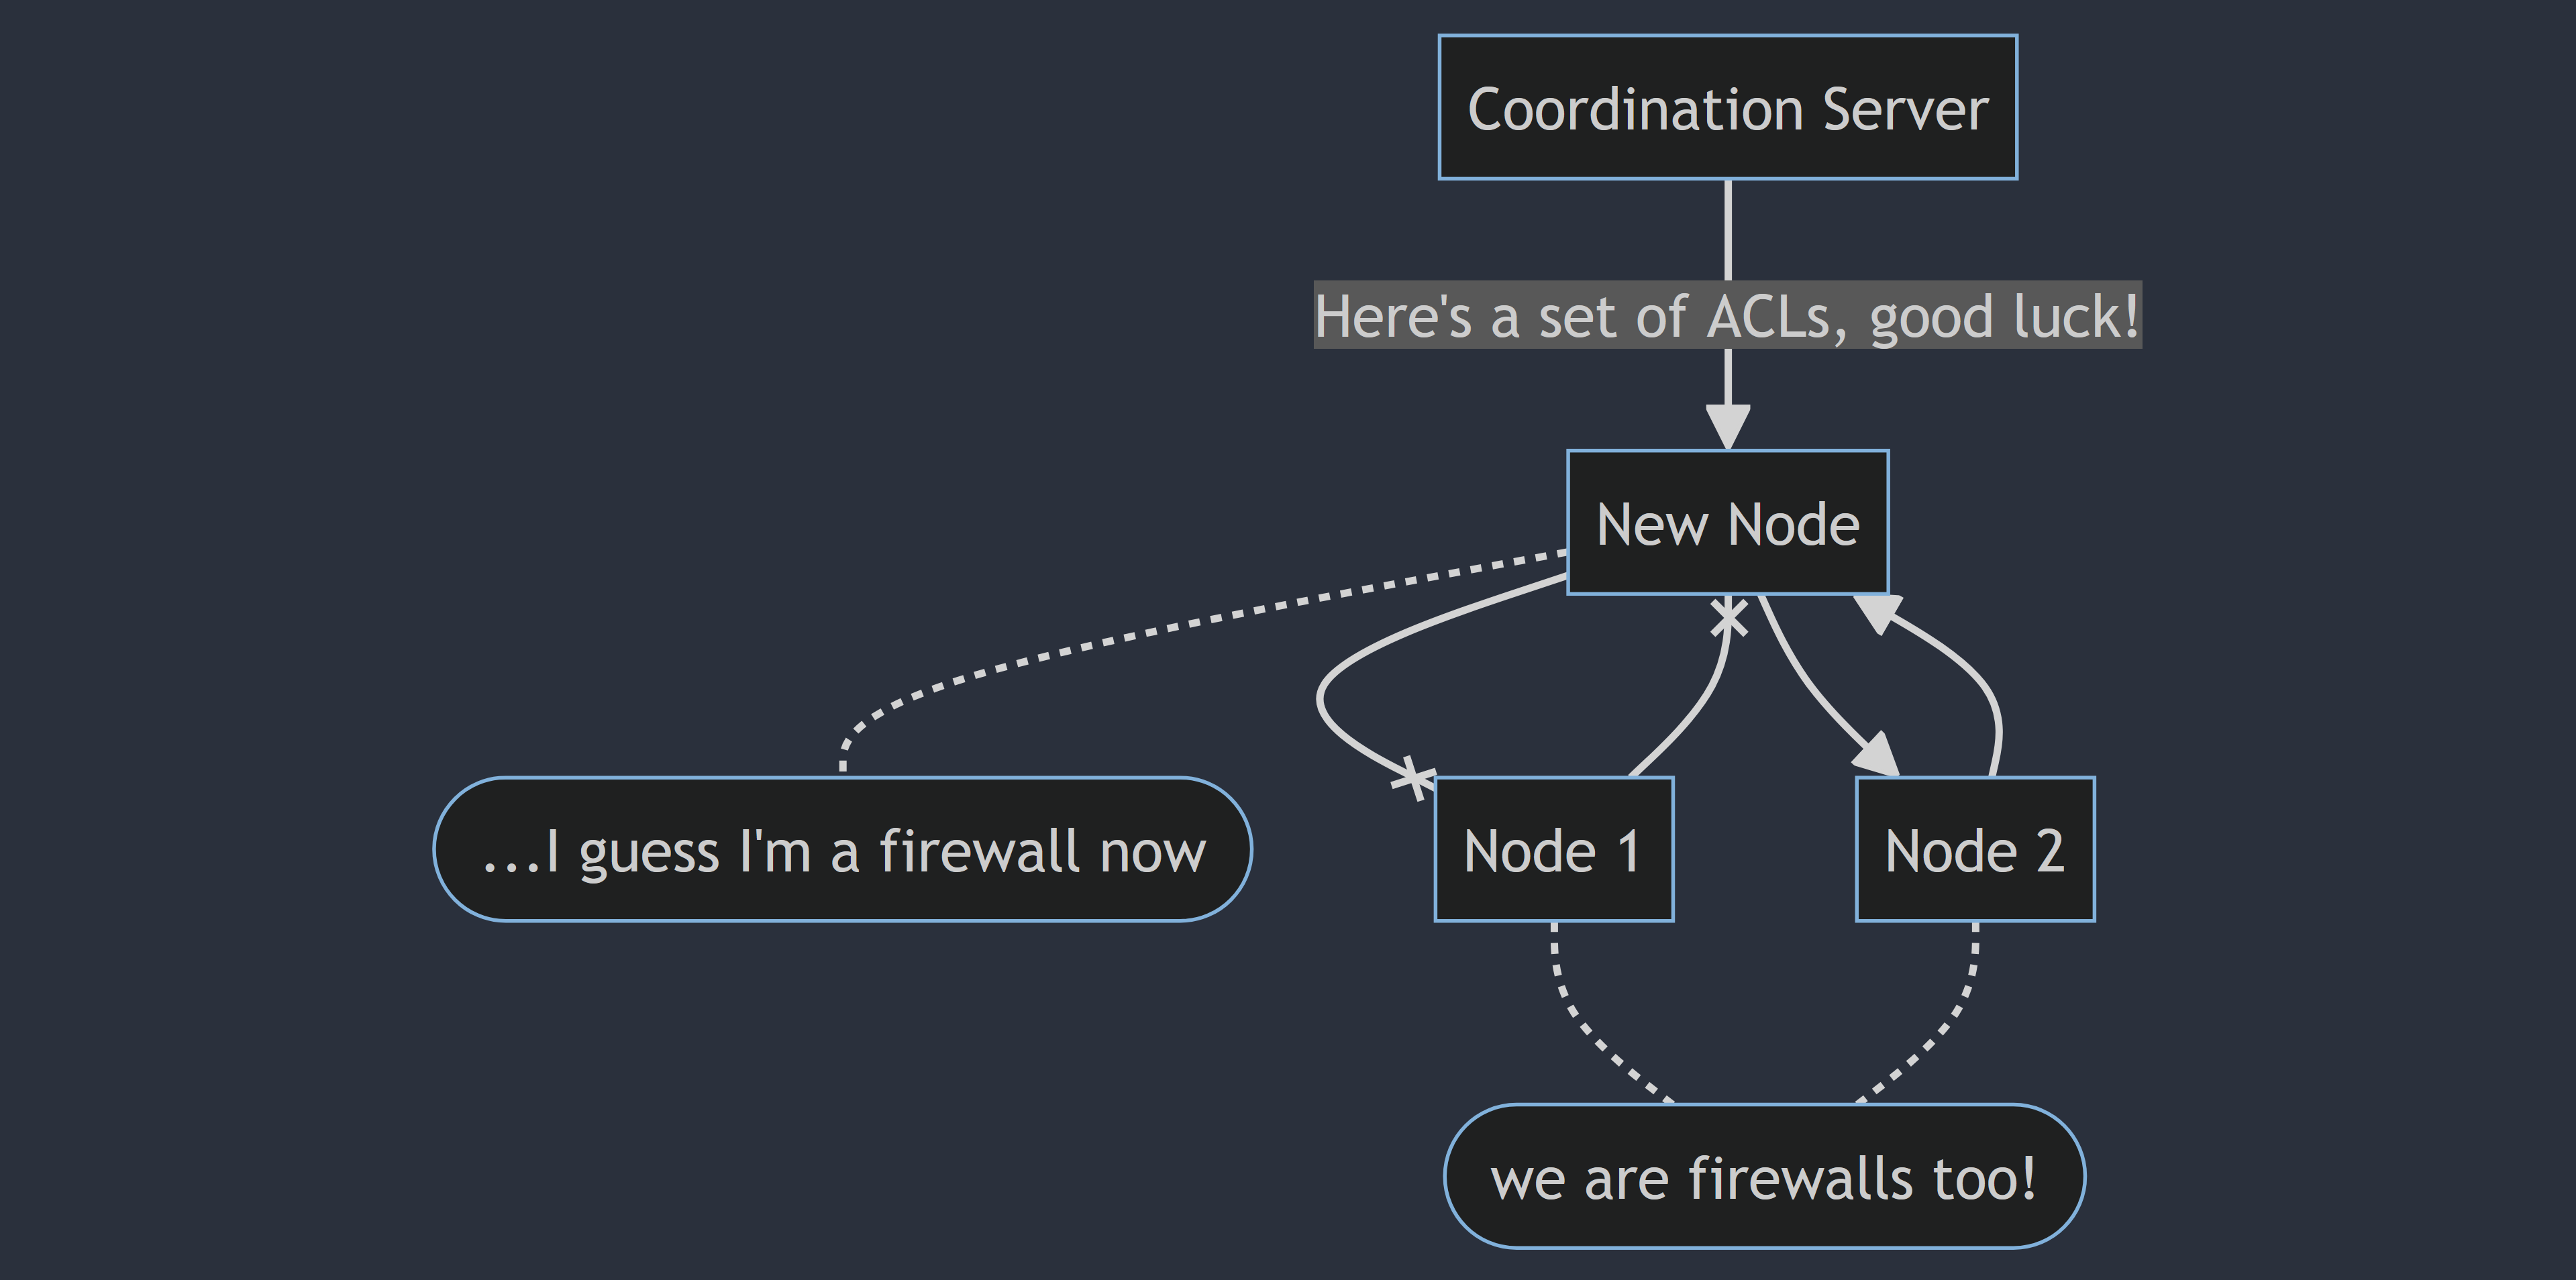 Coordination Server
Here's a set of ACLs, good luck!
New Node
...I guess I'm a firewall now
Node 1
Node 2
we are firewalls too!